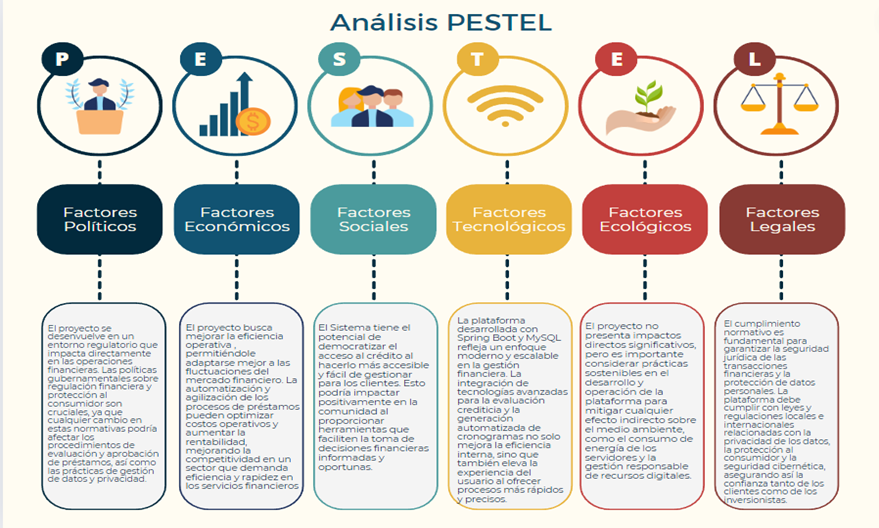 Análisis PESTEL
P
E
S
T
E
L
$
Factores
Políticos
Factores
Económicos
Factores
Sociales
Factores
Tecnológicos
Factores
Ecológicos
Factores
Legales
El proyecto se
desenvuelve en un
entorno regulatorio que
impacta directamente
en las operaciones
financieras. Las políticas
gubernamentales sobre
regulación financiera y
protección al
consumidor son
cruciales, ya que
cualquier cambio en
estas normativas podría
afectar los
procedimientos de
evaluación y aprobación
de préstamos, así como
las prácticas de gestión
de datos y privacidad.
El proyecto busca
mejorar la eficiencia
operativa ,
permitiéndole
adaptarse mejor a las
fluctuaciones del
mercado financiero. La
automatización y
agilización de los
procesos de préstamos
pueden optimizar
costos operativos y
aumentar la
rentabilidad,
mejorando la
competitividad en un
sector que demanda
eficiencia y rapidez en
los servicios financieros
El Sistema tiene el
potencial de
democratizar el
acceso al crédito al
hacerlo más accesible
y fácil de gestionar
para los clientes. Esto
podría impactar
positivamente en la
comunidad al
proporcionar
herramientas que
faciliten la toma de
decisiones financieras
informadas y
oportunas.
La plataforma
desarrollada con
Spring Boot y MySQL
refleja un enfoque
moderno y escalable
en la gestión
financiera. La
integración de
tecnologías avanzadas
para la evaluación
crediticia y la
generación
automatizada de
cronogramas no solo
mejora la eficiencia
interna, sino que
también eleva la
experiencia del
usuario al ofrecer
procesos más rápidos
y precisos.
El proyecto no
presenta impactos
directos significativos,
pero es importante
considerar prácticas
sostenibles en el
desarrollo y
operación de la
plataforma para
mitigar cualquier
efecto indirecto sobre
el medio ambiente,
como el consumo de
energía de los
servidores y la
gestión responsable
de recursos digitales.
El cumplimiento
normativo es
fundamental para
garantizar la seguridad
jurídica de las
transacciones
financieras y la
protección de datos
personales. La
plataforma debe
cumplir con leyes y
regulaciones locales e
internacionales
relacionadas con la
privacidad de los datos,
la protección al
consumidor y la
seguridad cibernética,
asegurando así la
confianza tanto de los
clientes como de los
inversionistas.